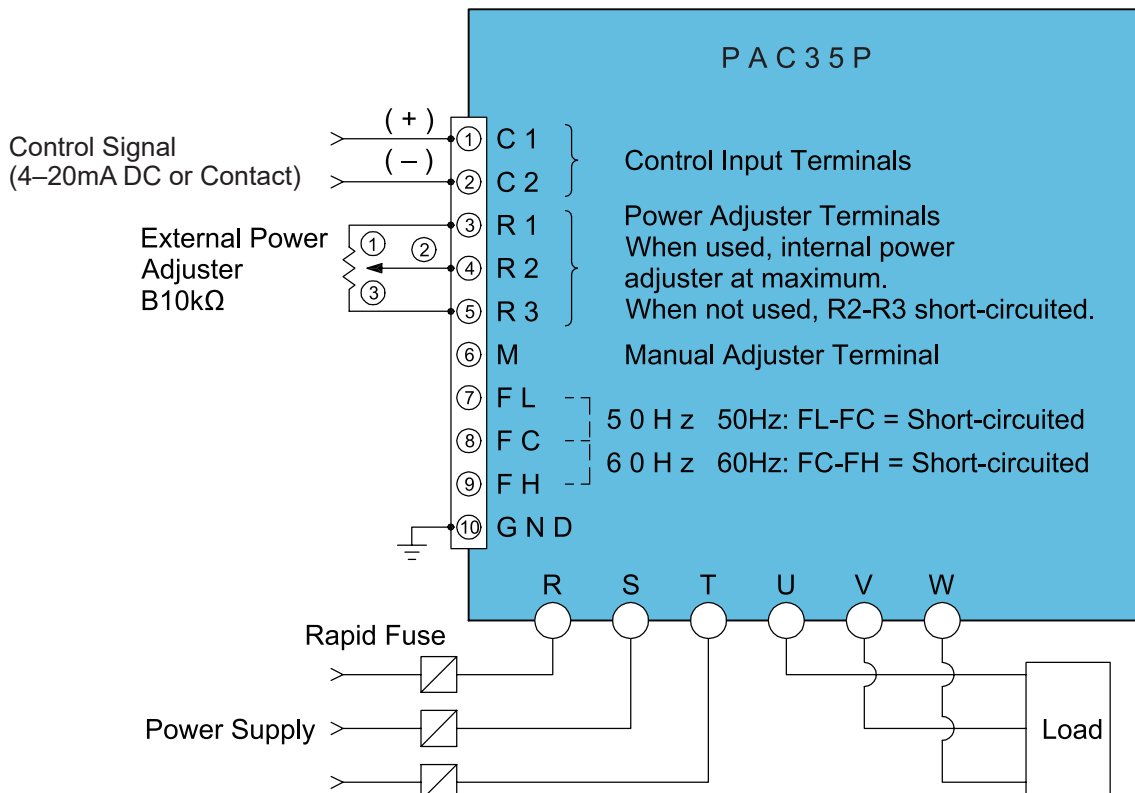 PAC35P
Control Signal
(4–20mA DC or Contact)
(+)
(–)
① C1
② C2
Control Input Terminals
External Power
Adjuster
B10kΩ
①
②
③
③ R1
④ R2
⑤ R3
Power Adjuster Terminals
When used, internal power
adjuster at maximum.
When not used, R2-R3 short-circuited.
⑥ M
Manual Adjuster Terminal
⑦ FL
⑧ FC
⑨ FH
50Hz 50Hz: FL-FC = Short-circuited
60Hz 60Hz: FC-FH = Short-circuited
⑩ GND
R S T U V W
Rapid Fuse
Power Supply
Load